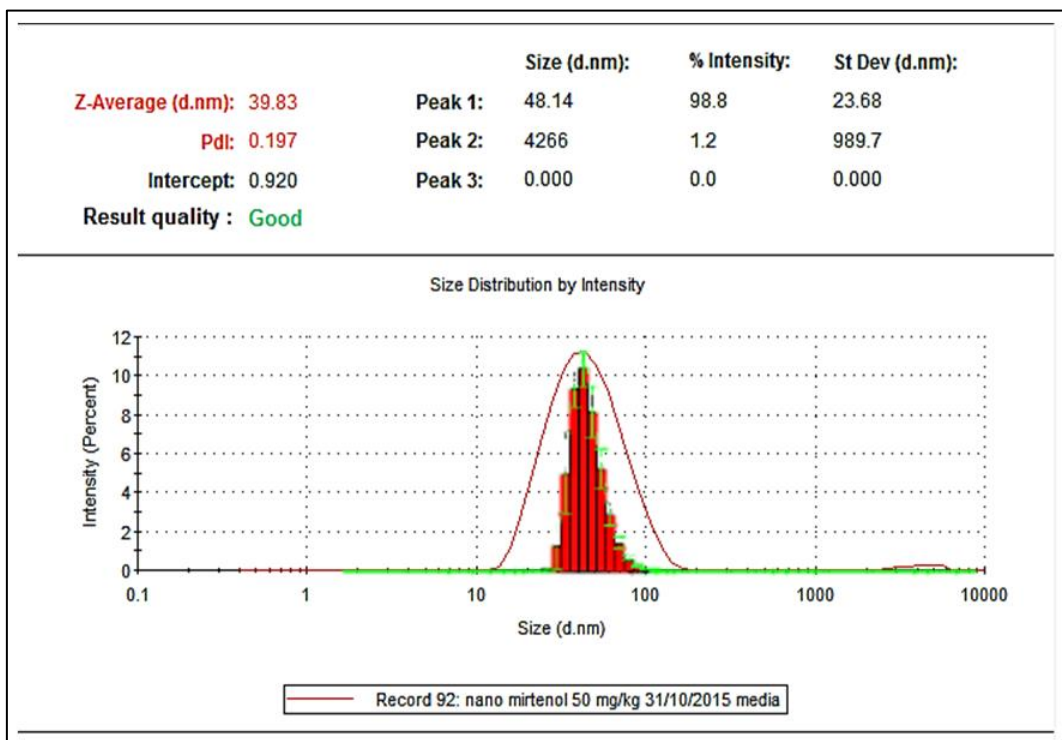 Size (d.nm): % Intensity: St Dev (d.nm):
Z-Average (d.nm): 39.83 Peak 1: 48.14 98.8 23.68
PdI: 0.197 Peak 2: 4266 1.2 989.7
Intercept: 0.920 Peak 3: 0.000 0.0 0.000
Result quality : Good
Size Distribution by Intensity
Intensity (Percent)
12
10
8
6
4
2
0
0.1 1 10 100 1000 10000
Size (d.nm)
Record 92: nano mirtenol 50 mg/kg 31/10/2015 media